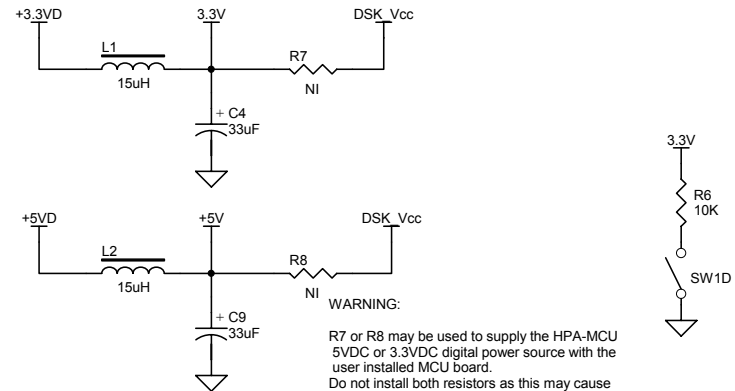 +3.3VD
3.3V
DSK_Vcc
L1
15uH
R7
NI
+ C4
33uF
3.3V
R6
10K
SW1D
+5VD
+5V
DSK_Vcc
L2
15uH
R8
NI
+ C9
33uF
WARNING:
R7 or R8 may be used to supply the HPA-MCU
5VDC or 3.3VDC digital power source with the
user installed MCU board.
Do not install both resistors as this may cause